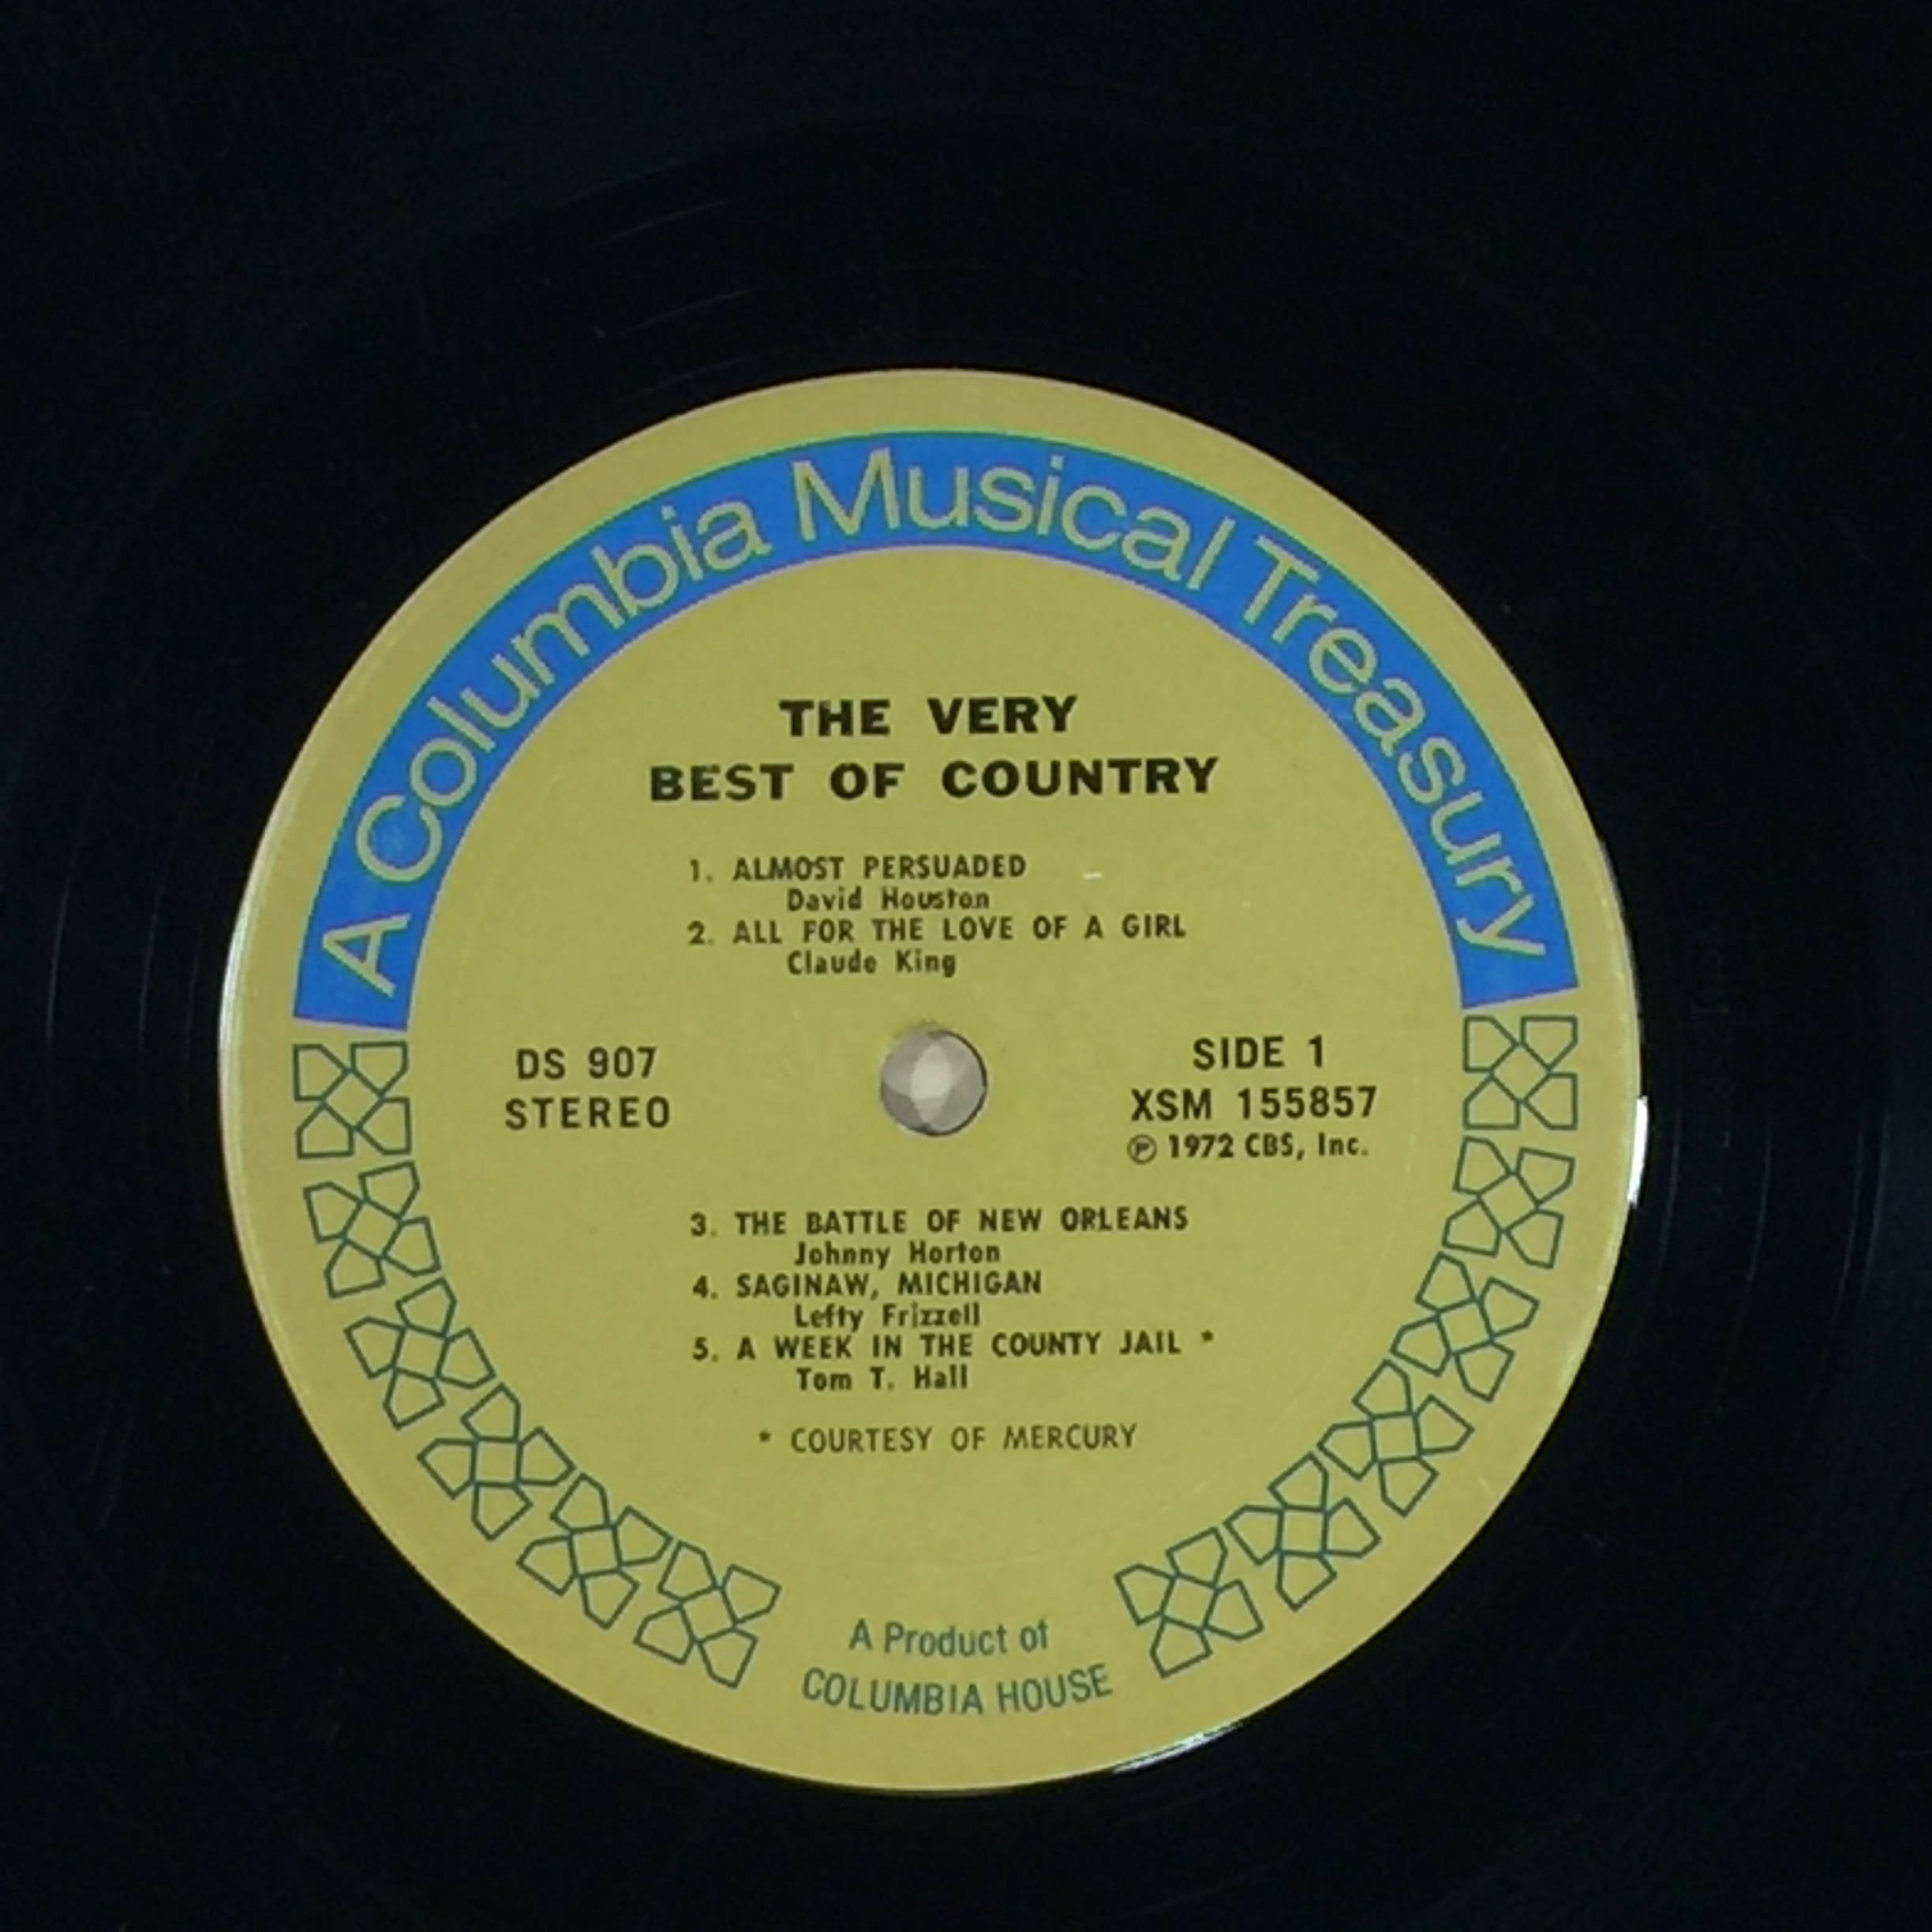 A Columbia Musical Treasury
THE VERY
BEST OF COUNTRY
1. ALMOST PERSUADED
David Houston
2. ALL FOR THE LOVE OF A GIRL
Claude King
DS 907
STEREO
SIDE 1
XSM 155857
℗ 1972 CBS, Inc.
3. THE BATTLE OF NEW ORLEANS
Johnny Horton
4. SAGINAW, MICHIGAN
Lefty Frizzell
5. A WEEK IN THE COUNTY JAIL *
Tom T. Hall
* COURTESY OF MERCURY
A Product of
COLUMBIA HOUSE